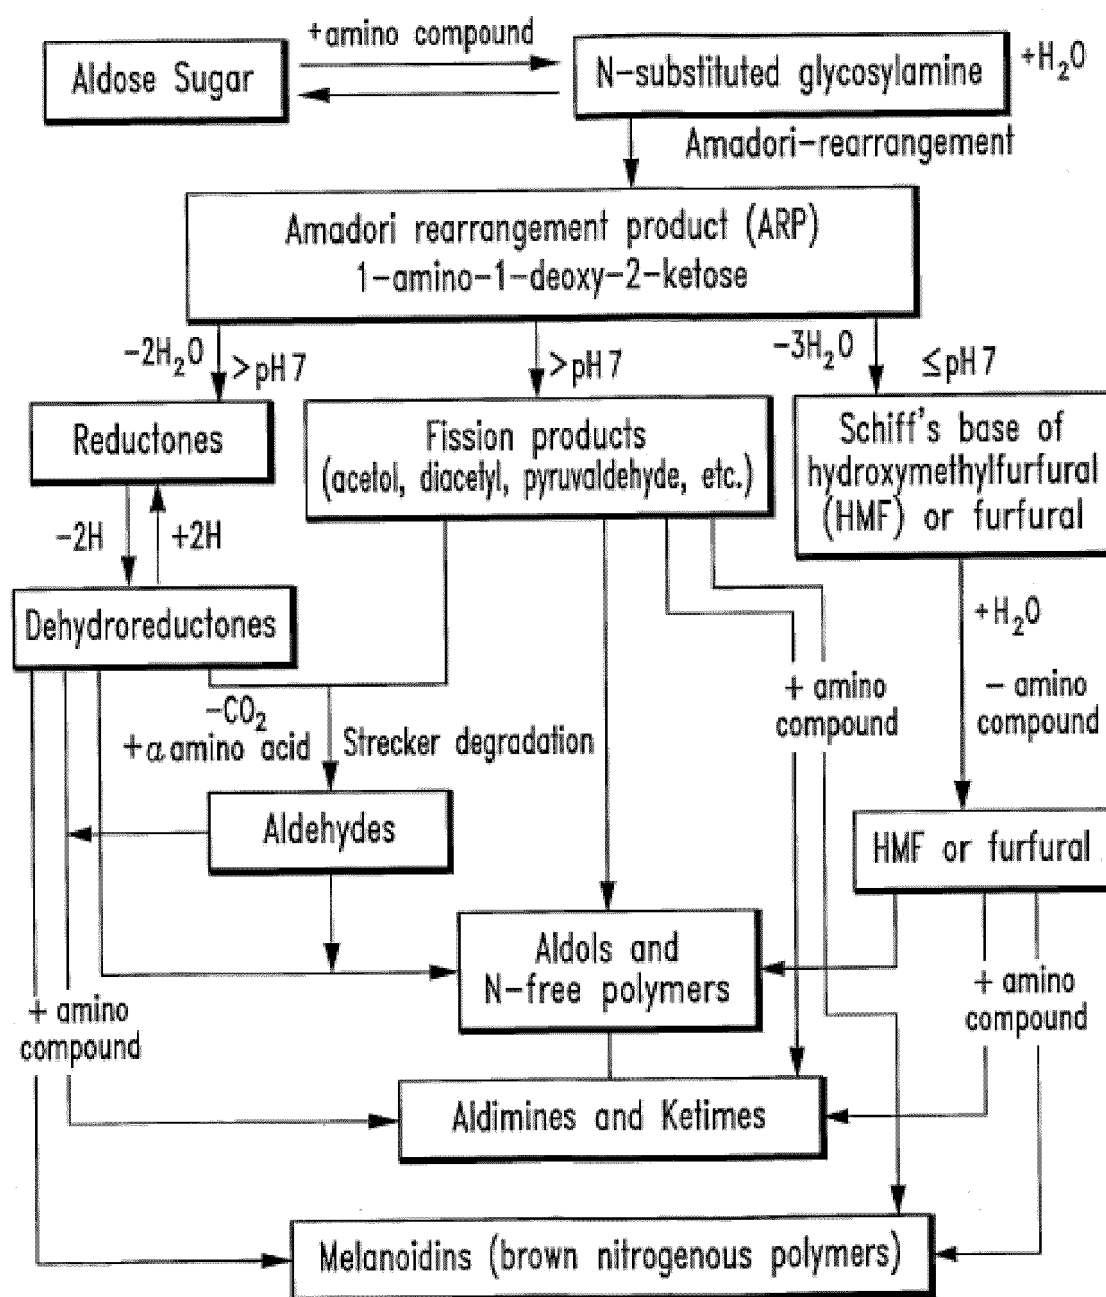 +amino compound
Aldose Sugar
N-substituted glycosylamine
+H₂O
Amadori-rearrangement
Amadori rearrangement product (ARP)
1-amino-1-deoxy-2-ketose
-2H₂O
>pH 7
>pH 7
-3H₂O
≤pH 7
Reductones
Fission products
(acetol, diacetyl, pyruvaldehyde, etc.)
Schiff's base of
hydroxymethylfurfural
(HMF) or furfural
-2H
+2H
Dehydroreductones
+H₂O
+ amino
compound
- amino
compound
-CO₂
+α amino acid
Strecker degradation
Aldehydes
HMF or furfural
Aldols and
N-free polymers
+ amino
compound
+ amino
compound
Aldimines and Ketimes
Melanoidins (brown nitrogenous polymers)